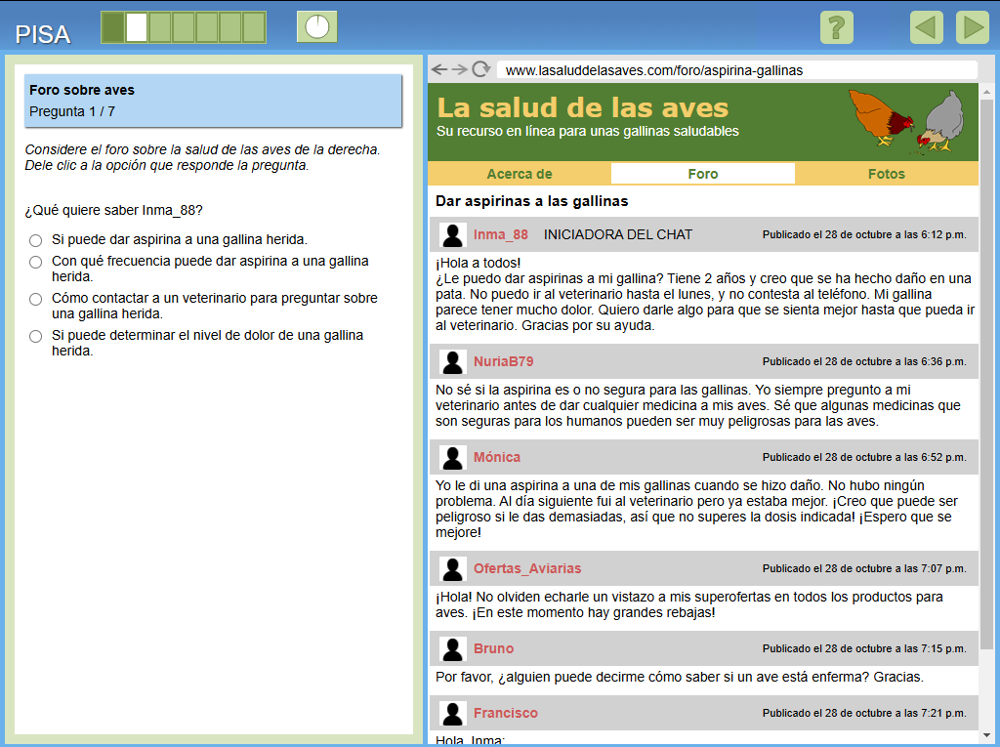 PISA
?
Foro sobre aves
Pregunta 1 / 7
Considere el foro sobre la salud de las aves de la derecha.
Dele clic a la opción que responde la pregunta.
¿Qué quiere saber Inma_88?
Si puede dar aspirina a una gallina herida.
Con qué frecuencia puede dar aspirina a una gallina
herida.
Cómo contactar a un veterinario para preguntar sobre
una gallina herida.
Si puede determinar el nivel de dolor de una gallina
herida.
www.lasaluddelasaves.com/foro/aspirina-gallinas
La salud de las aves
Su recurso en línea para unas gallinas saludables
Acerca de Foro Fotos
Dar aspirinas a las gallinas
Inma_88 INICIADORA DEL CHAT Publicado el 28 de octubre a las 6:12 p.m.
¡Hola a todos!
¿Le puedo dar aspirinas a mi gallina? Tiene 2 años y creo que se ha hecho daño en una
pata. No puedo ir al veterinario hasta el lunes, y no contesta al teléfono. Mi gallina
parece tener mucho dolor. Quiero darle algo para que se sienta mejor hasta que pueda ir
al veterinario. Gracias por su ayuda.
NuriaB79 Publicado el 28 de octubre a las 6:36 p.m.
No sé si la aspirina es o no segura para las gallinas. Yo siempre pregunto a mi
veterinario antes de dar cualquier medicina a mis aves. Sé que algunas medicinas que
son seguras para los humanos pueden ser muy peligrosas para las aves.
Mónica Publicado el 28 de octubre a las 6:52 p.m.
Yo le di una aspirina a una de mis gallinas cuando se hizo daño. No hubo ningún
problema. Al día siguiente fui al veterinario pero ya estaba mejor. ¡Creo que puede ser
peligroso si le das demasiadas, así que no superes la dosis indicada! ¡Espero que se
mejore!
Ofertas_Aviarias Publicado el 28 de octubre a las 7:07 p.m.
¡Hola! No olviden echarle un vistazo a mis superofertas en todos los productos para
aves. ¡En este momento hay grandes rebajas!
Bruno Publicado el 28 de octubre a las 7:15 p.m.
Por favor, ¿alguien puede decirme cómo saber si un ave está enferma? Gracias.
Francisco Publicado el 28 de octubre a las 7:21 p.m.
Hola, Inma: